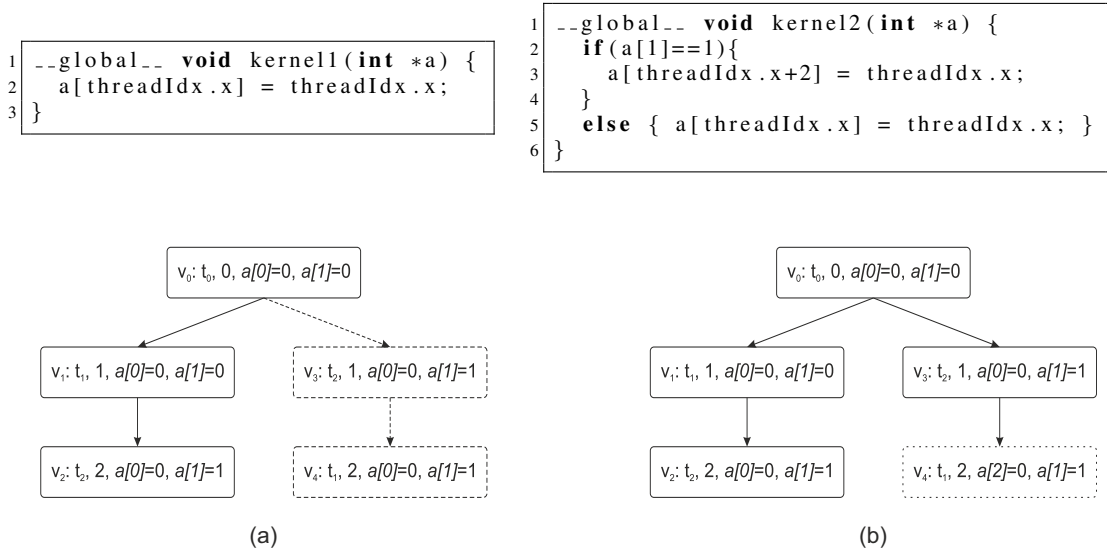 1 __global__ void kernel1(int *a) {
2 a[threadIdx.x] = threadIdx.x;
3 }
1 __global__ void kernel2(int *a) {
2 if(a[1]==1){
3 a[threadIdx.x+2] = threadIdx.x;
4 }
5 else { a[threadIdx.x] = threadIdx.x; }
6 }
v₀: t₀, 0, a[0]=0, a[1]=0
v₁: t₁, 1, a[0]=0, a[1]=0
v₃: t₂, 1, a[0]=0, a[1]=1
v₂: t₂, 2, a[0]=0, a[1]=1
v₄: t₁, 2, a[0]=0, a[1]=1
(a)
v₀: t₀, 0, a[0]=0, a[1]=0
v₁: t₁, 1, a[0]=0, a[1]=0
v₃: t₂, 1, a[0]=0, a[1]=1
v₂: t₂, 2, a[0]=0, a[1]=1
v₄: t₁, 2, a[2]=0, a[1]=1
(b)